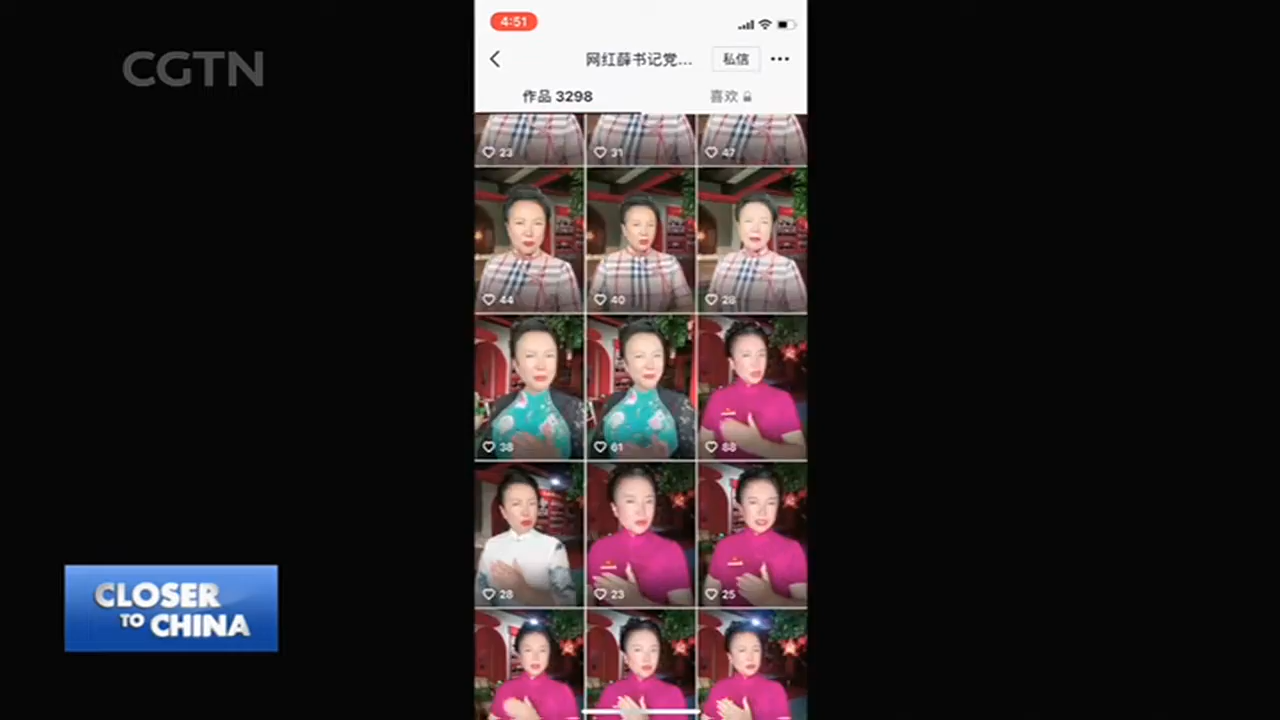 4:51
CGTN
网红薛书记党... 私信
作品 3298 喜欢
23 31 47
44 40 28
38 61 88
28 23 25
CLOSER
TO CHINA